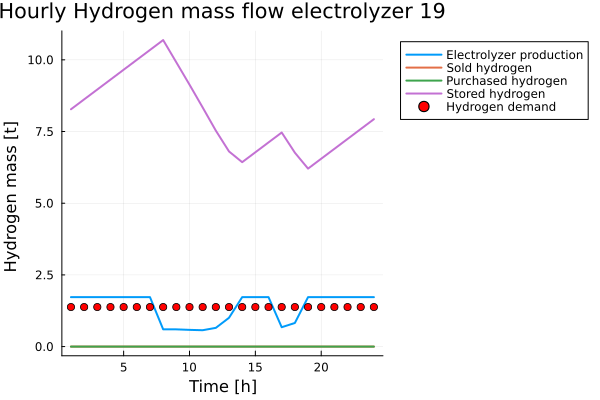 Hourly Hydrogen mass flow electrolyzer 19
Electrolyzer production
Sold hydrogen
Purchased hydrogen
Stored hydrogen
Hydrogen demand
Hydrogen mass [t]
10.0
7.5
5.0
2.5
0.0
5 10 15 20
Time [h]